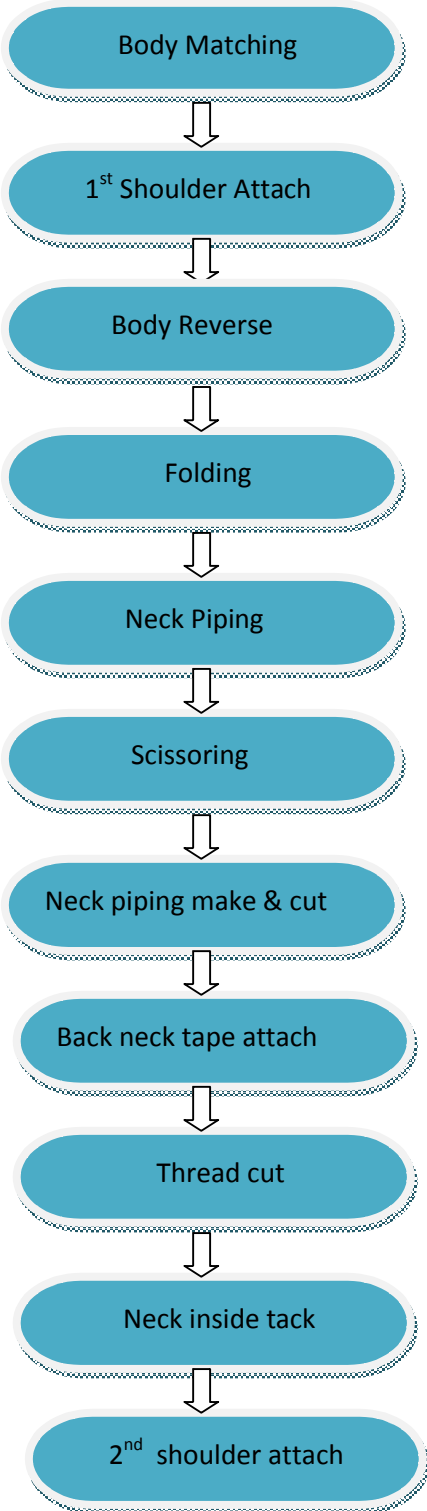 Body Matching
1st Shoulder Attach
Body Reverse
Folding
Neck Piping
Scissoring
Neck piping make & cut
Back neck tape attach
Thread cut
Neck inside tack
2nd shoulder attach